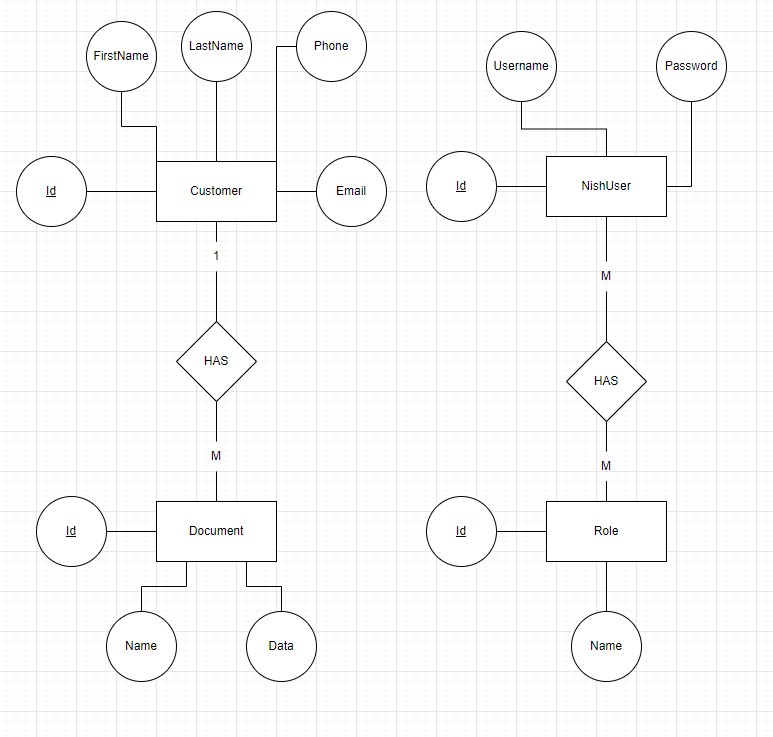 FirstName
LastName
Phone
Id
Customer
Email
1
HAS
M
Id
Document
Name
Data
Username
Password
Id
NishUser
M
HAS
M
Id
Role
Name